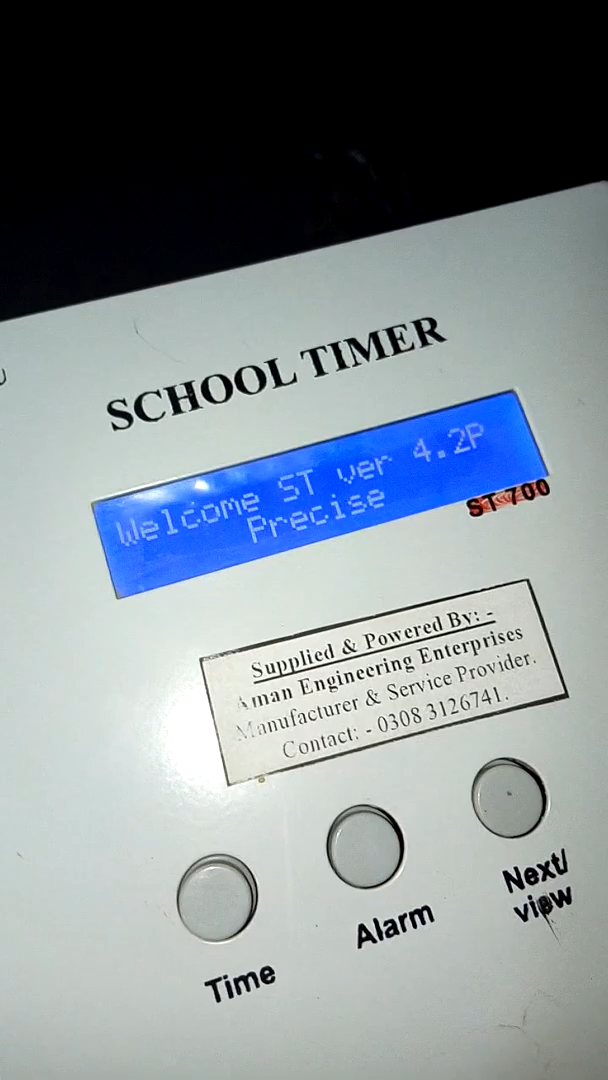 SCHOOL TIMER
Welcome ST ver 4.2P
Precise
ST 700
Supplied & Powered By: -
Aman Engineering Enterprises
Manufacturer & Service Provider.
Contact: - 0308 3126741.
Time
Alarm
Next/
view